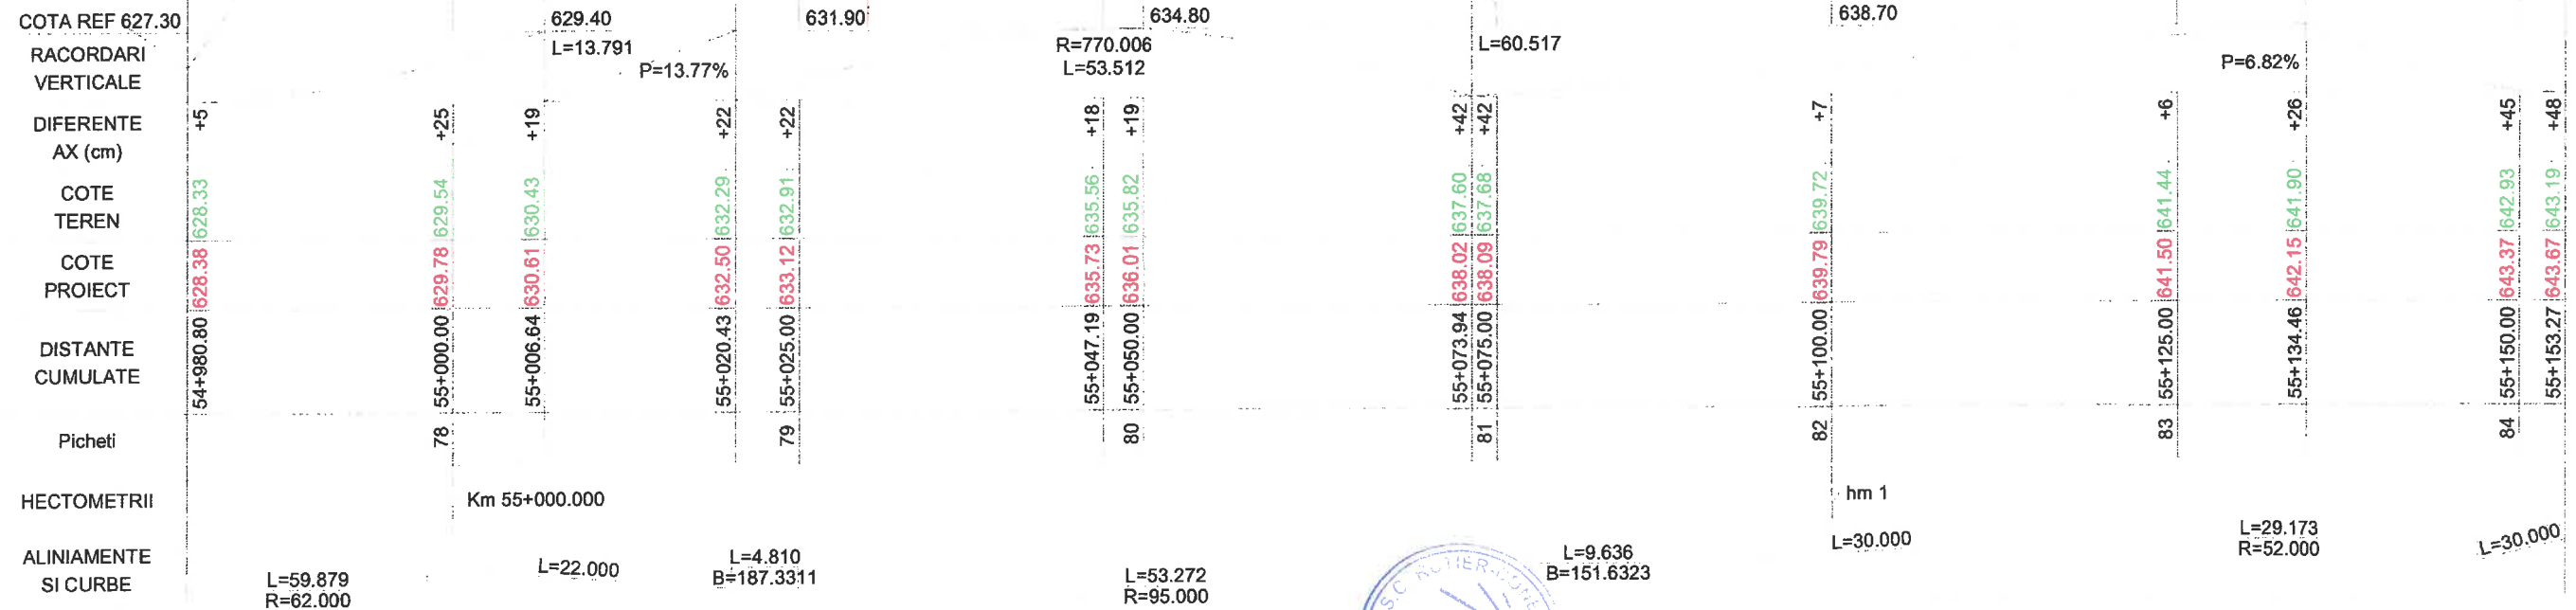 COTA REF 627.30 629.40 631.90 634.80 638.70
RACORDARI VERTICALE
L=13.791 R=770.006 L=60.517
P=13.77% L=53.512 P=6.82%
DIFERENTE AX (cm)
+5 +25 +19 +22 +22 +18 +19 +42 +42 +7 +6 +26 +45 +48
COTE TEREN
628.33 629.54 630.43 632.29 632.91 635.56 635.82 637.60 637.68 639.72 641.44 641.90 642.93 643.19
COTE PROIECT
628.38 629.78 630.61 632.50 633.12 635.73 636.01 638.02 638.09 639.79 641.50 642.15 643.37 643.67
DISTANTE CUMULATE
54+980.80 55+000.00 55+006.64 55+020.43 55+025.00 55+047.19 55+050.00 55+073.94 55+075.00 55+100.00 55+125.00 55+134.46 55+150.00 55+153.27
Picheti 78 79 80 81 82 83 84
HECTOMETRII Km 55+000.000 hm 1
ALINIAMENTE SI CURBE
L=59.879
R=62.000
L=22.000
L=4.810
B=187.3311
L=53.272
R=95.000
L=9.636
B=151.6323
L=30.000
L=29.173
R=52.000
L=30.000
S.C.